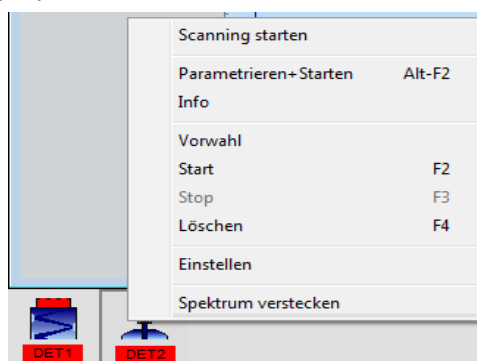 Scanning starten
Parametrieren+Starten Alt-F2
Info
Vorwahl
Start F2
Stop F3
Löschen F4
Einstellen
Spektrum verstecken
DET1 DET2